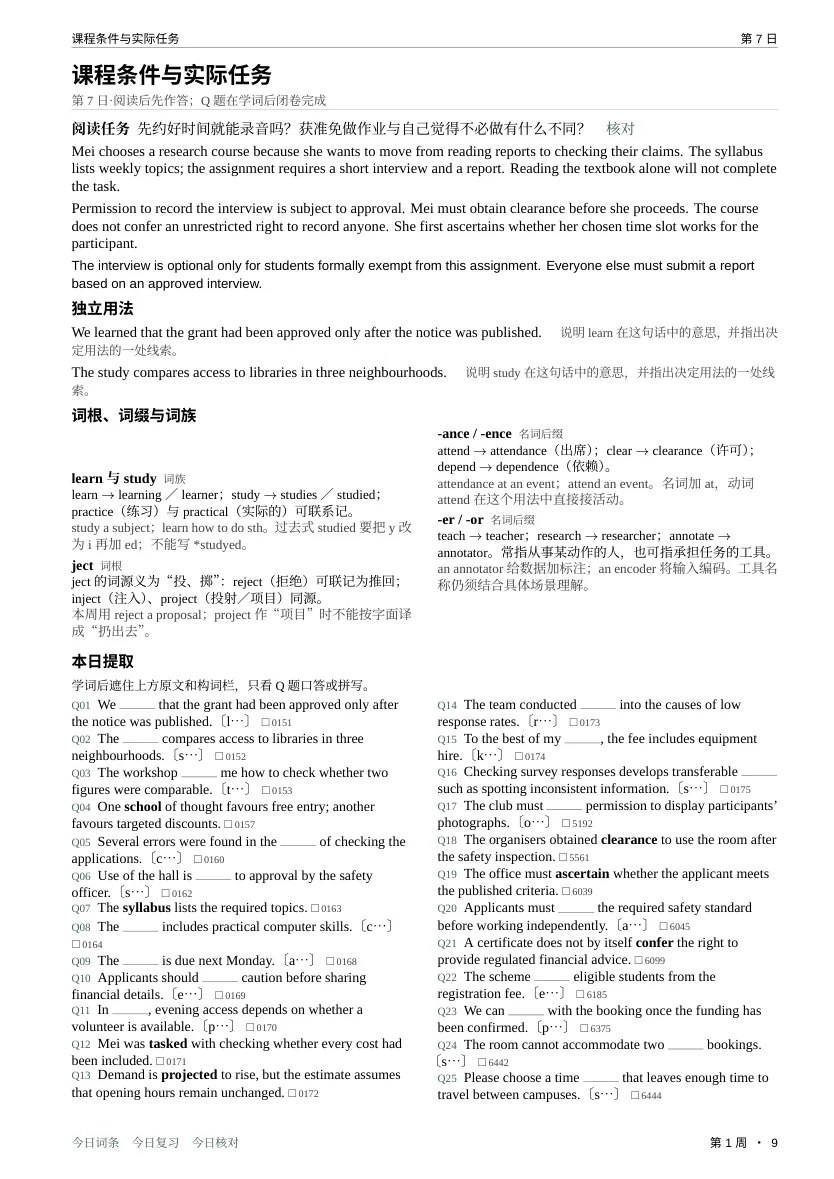 课程条件与实际任务
第 7 日
课程条件与实际任务
第 7 日·阅读后先作答；Q 题在学词后闭卷完成
阅读任务 先约好时间就能录音吗？获准免做作业与自己觉得不必做有什么不同？ 核对
Mei chooses a research course because she wants to move from reading reports to checking their claims. The syllabus
lists weekly topics; the assignment requires a short interview and a report. Reading the textbook alone will not complete
the task.
Permission to record the interview is subject to approval. Mei must obtain clearance before she proceeds. The course
does not confer an unrestricted right to record anyone. She first ascertains whether her chosen time slot works for the
participant.
The interview is optional only for students formally exempt from this assignment. Everyone else must submit a report
based on an approved interview.
独立用法
We learned that the grant had been approved only after the notice was published. 说明 learn 在这句话中的意思，并指出决
定用法的一处线索。
The study compares access to libraries in three neighbourhoods. 说明 study 在这句话中的意思，并指出决定用法的一处线
索。
词根、词缀与词族
learn 与 study 词族
learn → learning ／ learner；study → studies ／ studied；
practice（练习）与 practical（实际的）可联系记。
study a subject；learn how to do sth。过去式 studied 要把 y 改
为 i 再加 ed；不能写 *studyed。
ject 词根
ject 的词源义为“投、掷”：reject（拒绝）可联记为推回；
inject（注入）、project（投射／项目）同源。
本周用 reject a proposal；project 作“项目”时不能按字面译
成“扔出去”。
-ance / -ence 名词后缀
attend → attendance（出席）；clear → clearance（许可）；
depend → dependence（依赖）。
attendance at an event；attend an event。名词加 at，动词
attend 在这个用法中直接接活动。
-er / -or 名词后缀
teach → teacher；research → researcher；annotate →
annotator。常指从事某动作的人，也可指承担任务的工具。
an annotator 给数据加标注；an encoder 将输入编码。工具名
称仍须结合具体场景理解。
本日提取
学词后遮住上方原文和构词栏，只看 Q 题口答或拼写。
Q01 We _____ that the grant had been approved only after
the notice was published.〔l⋯〕 □ 0151
Q02 The _____ compares access to libraries in three
neighbourhoods.〔s⋯〕 □ 0152
Q03 The workshop _____ me how to check whether two
figures were comparable.〔t⋯〕 □ 0153
Q04 One school of thought favours free entry; another
favours targeted discounts. □ 0157
Q05 Several errors were found in the _____ of checking the
applications.〔c⋯〕 □ 0160
Q06 Use of the hall is _____ to approval by the safety
officer.〔s⋯〕 □ 0162
Q07 The syllabus lists the required topics. □ 0163
Q08 The _____ includes practical computer skills.〔c⋯〕
□ 0164
Q09 The _____ is due next Monday.〔a⋯〕 □ 0168
Q10 Applicants should _____ caution before sharing
financial details.〔e⋯〕 □ 0169
Q11 In _____, evening access depends on whether a
volunteer is available.〔p⋯〕 □ 0170
Q12 Mei was tasked with checking whether every cost had
been included. □ 0171
Q13 Demand is projected to rise, but the estimate assumes
that opening hours remain unchanged. □ 0172
Q14 The team conducted _____ into the causes of low
response rates.〔r⋯〕 □ 0173
Q15 To the best of my _____, the fee includes equipment
hire.〔k⋯〕 □ 0174
Q16 Checking survey responses develops transferable _____
such as spotting inconsistent information.〔s⋯〕 □ 0175
Q17 The club must _____ permission to display participants’
photographs.〔o⋯〕 □ 5192
Q18 The organisers obtained clearance to use the room after
the safety inspection. □ 5561
Q19 The office must ascertain whether the applicant meets
the published criteria. □ 6039
Q20 Applicants must _____ the required safety standard
before working independently.〔a⋯〕 □ 6045
Q21 A certificate does not by itself confer the right to
provide regulated financial advice. □ 6099
Q22 The scheme _____ eligible students from the
registration fee.〔e⋯〕 □ 6185
Q23 We can _____ with the booking once the funding has
been confirmed.〔p⋯〕 □ 6375
Q24 The room cannot accommodate two _____ bookings.
〔s⋯〕 □ 6442
Q25 Please choose a time _____ that leaves enough time to
travel between campuses.〔s⋯〕 □ 6444
今日词条 今日复习 今日核对
第 1 周 · 9